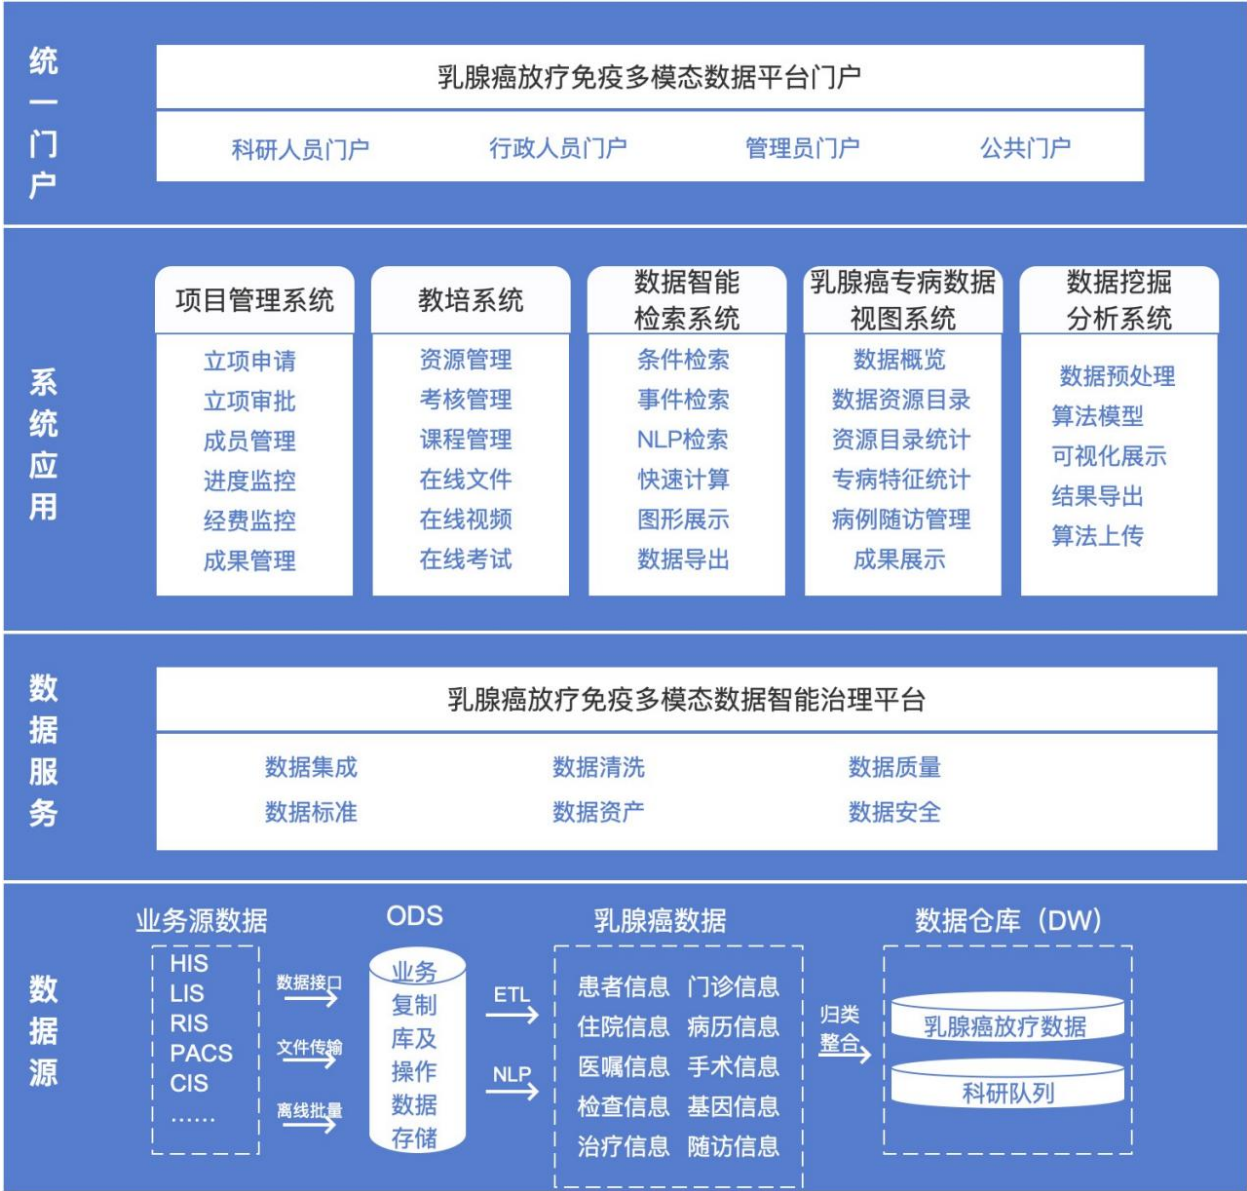 统一门户
乳腺癌放疗免疫多模态数据平台门户
科研人员门户 行政人员门户 管理员门户 公共门户
系统应用
项目管理系统
立项申请
立项审批
成员管理
进度监控
经费监控
成果管理
教培系统
资源管理
考核管理
课程管理
在线文件
在线视频
在线考试
数据智能
检索系统
条件检索
事件检索
NLP检索
快速计算
图形展示
数据导出
乳腺癌专病数据
视图系统
数据概览
数据资源目录
资源目录统计
专病特征统计
病例随访管理
成果展示
数据挖掘
分析系统
数据预处理
算法模型
可视化展示
结果导出
算法上传
数据服务
乳腺癌放疗免疫多模态数据智能治理平台
数据集成 数据清洗 数据质量
数据标准 数据资产 数据安全
数据源
业务源数据
HIS
LIS
RIS
PACS
CIS
......
数据接口
文件传输
离线批量
ODS
业务
复制
库及
操作
数据
存储
ETL
NLP
乳腺癌数据
患者信息 门诊信息
住院信息 病历信息
医嘱信息 手术信息
检查信息 基因信息
治疗信息 随访信息
归类
整合
数据仓库（DW）
乳腺癌放疗数据
科研队列